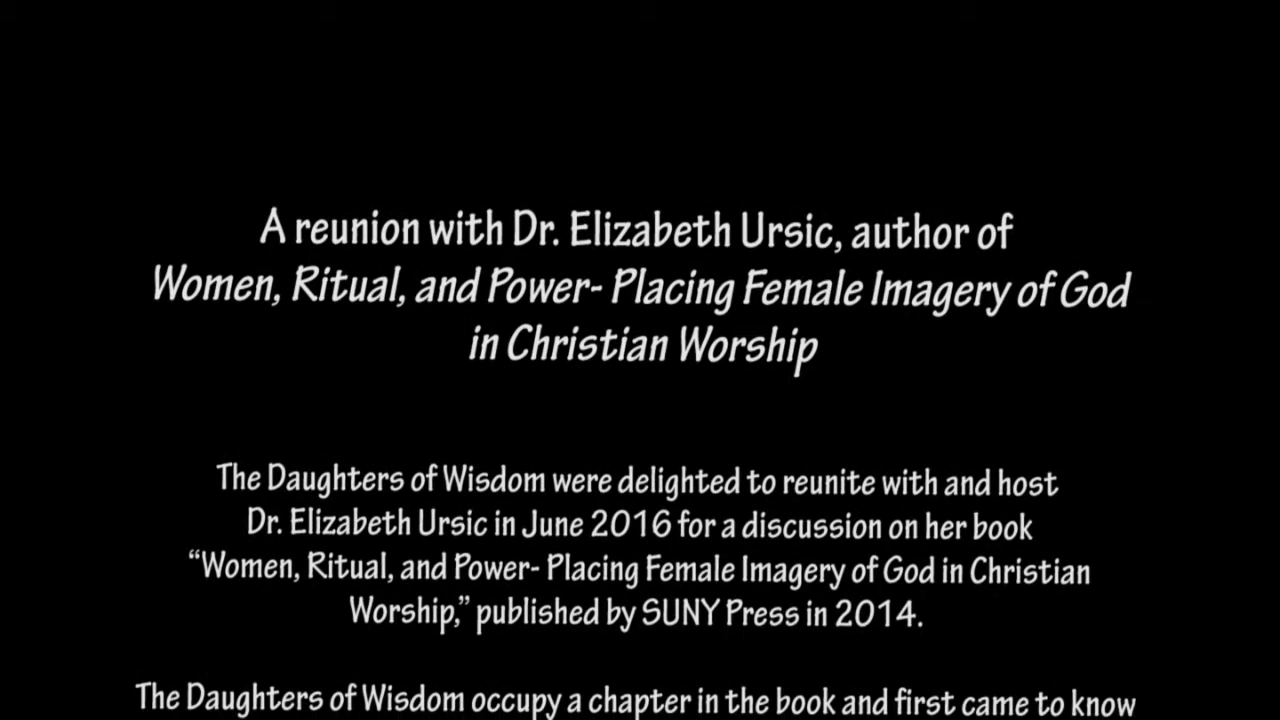 A reunion with Dr. Elizabeth Ursic, author of
Women, Ritual, and Power- Placing Female Imagery of God
in Christian Worship
The Daughters of Wisdom were delighted to reunite with and host
Dr. Elizabeth Ursic in June 2016 for a discussion on her book
“Women, Ritual, and Power- Placing Female Imagery of God in Christian
Worship,” published by SUNY Press in 2014.
The Daughters of Wisdom occupy a chapter in the book and first came to know